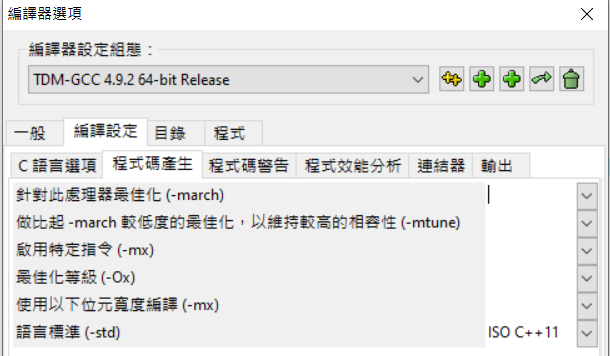 編譯器選項
編譯器設定組態：
TDM-GCC 4.9.2 64-bit Release
一般 編譯設定 目錄 程式
C 語言選項 程式碼產生 程式碼警告 程式效能分析 連結器 輸出
針對此處理器最佳化 (-march)
做比起 -march 較低度的最佳化，以維持較高的相容性 (-mtune)
啟用特定指令 (-mx)
最佳化等級 (-Ox)
使用以下位元寬度編譯 (-mx)
語言標準 (-std) ISO C++11